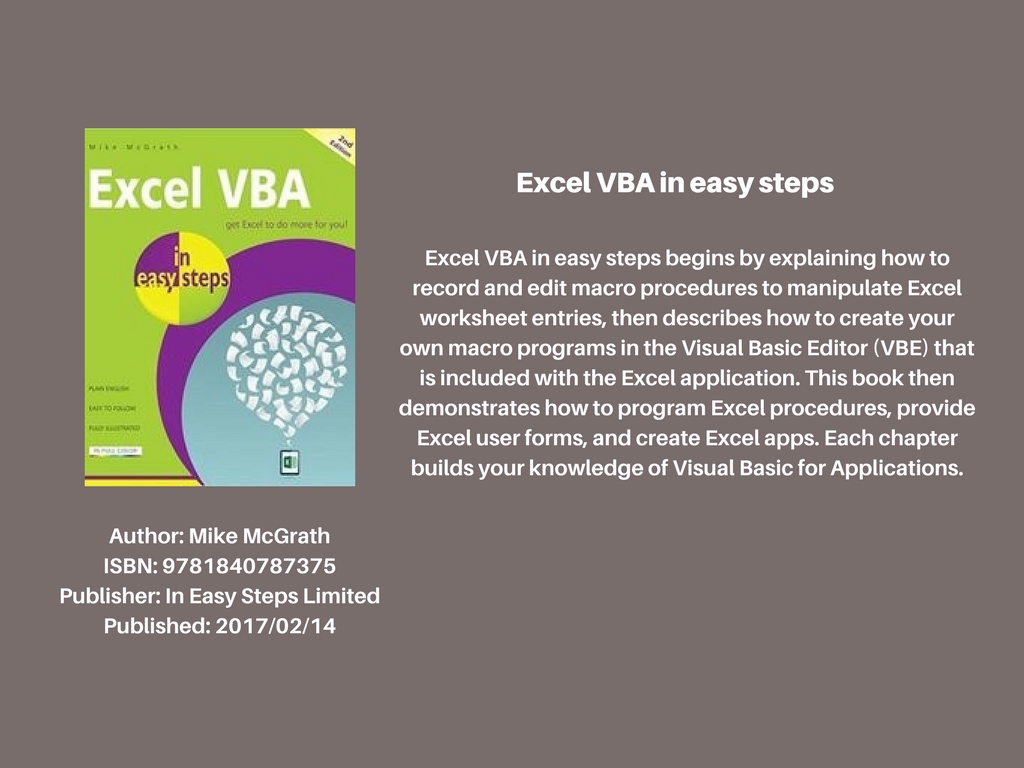 Mike McGrath
2nd
Edition
Excel VBA
get Excel to do more for you!
in
easy steps
PLAIN ENGLISH
EASY TO FOLLOW
FULLY ILLUSTRATED
IN FULL COLOR
Author: Mike McGrath
ISBN: 9781840787375
Publisher: In Easy Steps Limited
Published: 2017/02/14
Excel VBA in easy steps
Excel VBA in easy steps begins by explaining how to
record and edit macro procedures to manipulate Excel
worksheet entries, then describes how to create your
own macro programs in the Visual Basic Editor (VBE) that
is included with the Excel application. This book then
demonstrates how to program Excel procedures, provide
Excel user forms, and create Excel apps. Each chapter
builds your knowledge of Visual Basic for Applications.